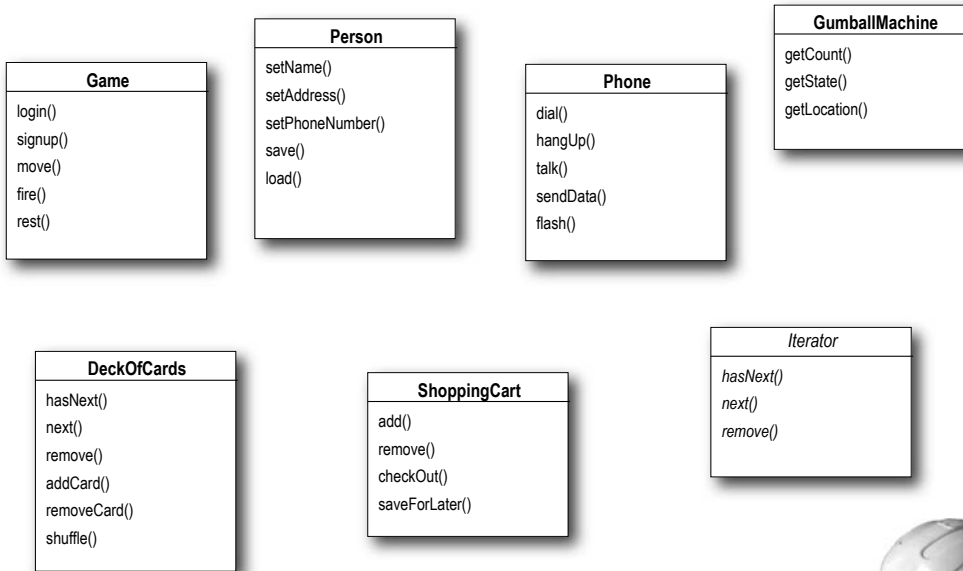 Game
login()
signup()
move()
fire()
rest()
Person
setName()
setAddress()
setPhoneNumber()
save()
load()
Phone
dial()
hangUp()
talk()
sendData()
flash()
GumballMachine
getCount()
getState()
getLocation()
DeckOfCards
hasNext()
next()
remove()
addCard()
removeCard()
shuffle()
ShoppingCart
add()
remove()
checkOut()
saveForLater()
Iterator
hasNext()
next()
remove()